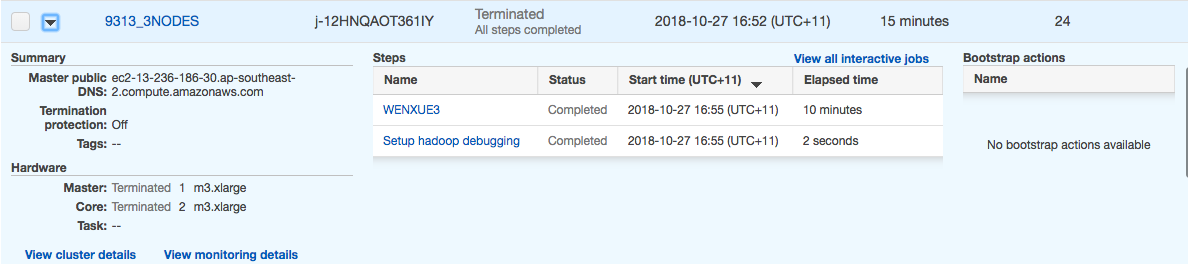 9313_3NODES j-12HNQAOT361IY Terminated 2018-10-27 16:52 (UTC+11) 15 minutes 24
All steps completed
Summary
Master public DNS: ec2-13-236-186-30.ap-southeast-
2.compute.amazonaws.com
Termination
protection: Off
Tags: --
Hardware
Master: Terminated 1 m3.xlarge
Core: Terminated 2 m3.xlarge
Task: --
View cluster details View monitoring details
Steps View all interactive jobs
Name Status Start time (UTC+11) Elapsed time
WENXUE3 Completed 2018-10-27 16:55 (UTC+11) 10 minutes
Setup hadoop debugging Completed 2018-10-27 16:55 (UTC+11) 2 seconds
Bootstrap actions
Name
No bootstrap actions available